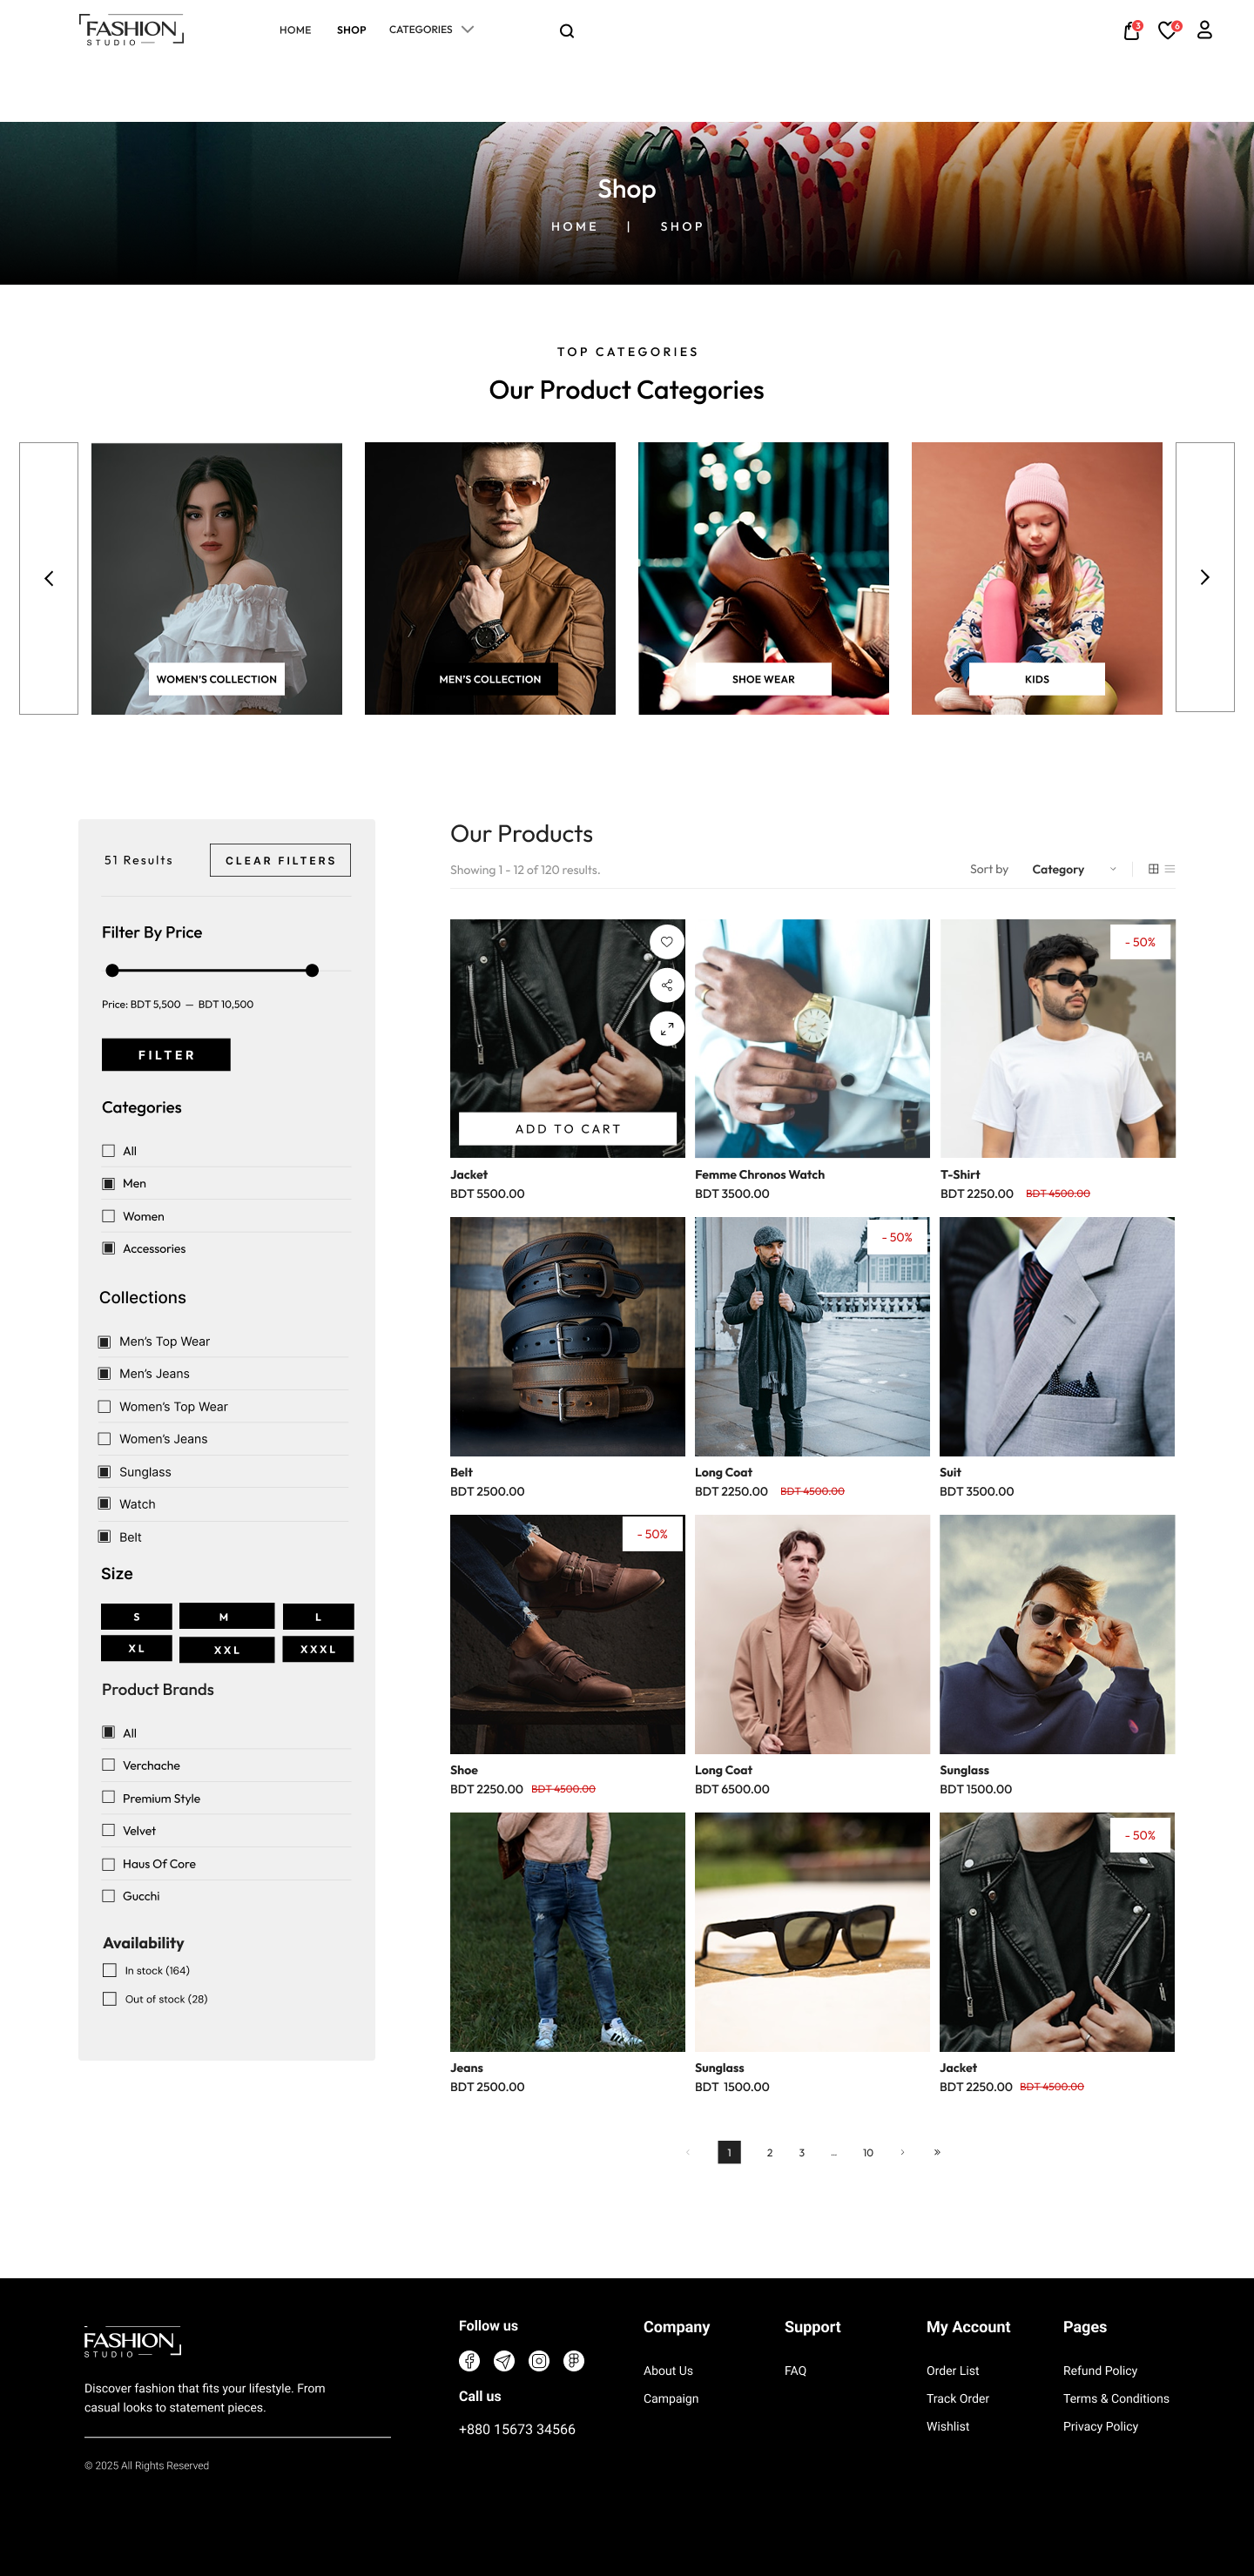 FASHION
STUDIO
HOME
SHOP
CATEGORIES
3
6
Shop
HOME | SHOP
TOP CATEGORIES
Our Product Categories
WOMEN'S COLLECTION
MEN'S COLLECTION
SHOE WEAR
KIDS
51 Results
CLEAR FILTERS
Filter By Price
Price: BDT 5,500 — BDT 10,500
FILTER
Categories
All
Men
Women
Accessories
Collections
Men's Top Wear
Men's Jeans
Women's Top Wear
Women's Jeans
Sunglass
Watch
Belt
Size
S
M
L
XL
XXL
XXXL
Product Brands
All
Verchache
Premium Style
Velvet
Haus Of Core
Gucchi
Availability
In stock (164)
Out of stock (28)
Our Products
Showing 1 - 12 of 120 results.
Sort by
Category
ADD TO CART
Jacket
BDT 5500.00
Femme Chronos Watch
BDT 3500.00
- 50%
T-Shirt
BDT 2250.00 BDT 4500.00
Belt
BDT 2500.00
- 50%
Long Coat
BDT 2250.00 BDT 4500.00
Suit
BDT 3500.00
- 50%
Shoe
BDT 2250.00 BDT 4500.00
Long Coat
BDT 6500.00
Sunglass
BDT 1500.00
Jeans
BDT 2500.00
Sunglass
BDT 1500.00
- 50%
Jacket
BDT 2250.00 BDT 4500.00
‹ 1 2 3 ... 10 › »
FASHION
STUDIO
Discover fashion that fits your lifestyle. From
casual looks to statement pieces.
© 2025 All Rights Reserved
Follow us
Call us
+880 15673 34566
Company
About Us
Campaign
Support
FAQ
My Account
Order List
Track Order
Wishlist
Pages
Refund Policy
Terms & Conditions
Privacy Policy